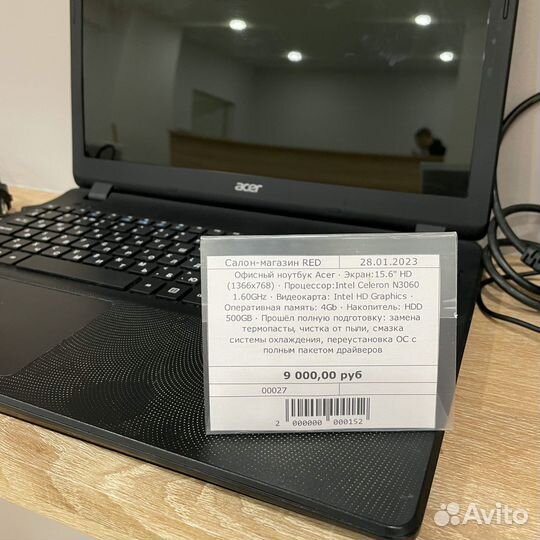 acer
Салон-магазин RED 28.01.2023
Офисный ноутбук Acer · Экран:15.6" HD
(1366x768) · Процессор:Intel Celeron N3060
1.60GHz · Видеокарта: Intel HD Graphics ·
Оперативная память: 4Gb · Накопитель: HDD
500GB · Прошёл полную подготовку: замена
термопасты, чистка от пыли, смазка
системы охлаждения, переустановка ОС с
полным пакетом драйверов
9 000,00 руб
00027
2 000000 000152
Avito